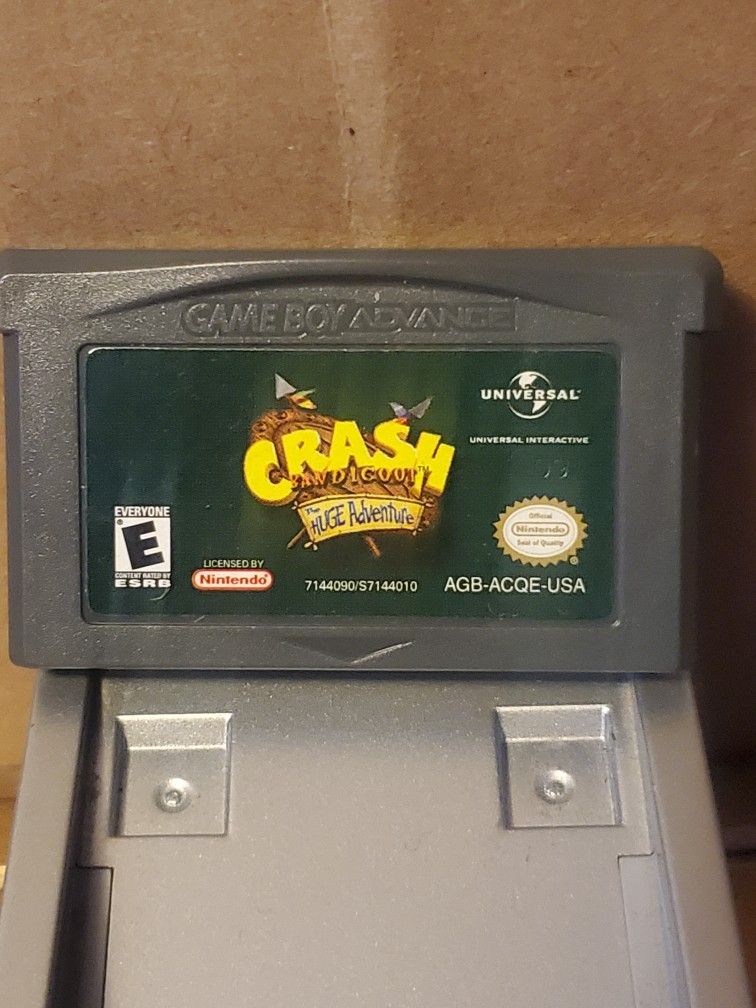 GAME BOY ADVANCE
UNIVERSAL
UNIVERSAL INTERACTIVE
CRASH
BANDICOOT™
The
HUGE Adventure
EVERYONE
E
CONTENT RATED BY
ESRB
LICENSED BY
Nintendo®
7144090/S7144010
Official
Nintendo
Seal of Quality
®
AGB-ACQE-USA